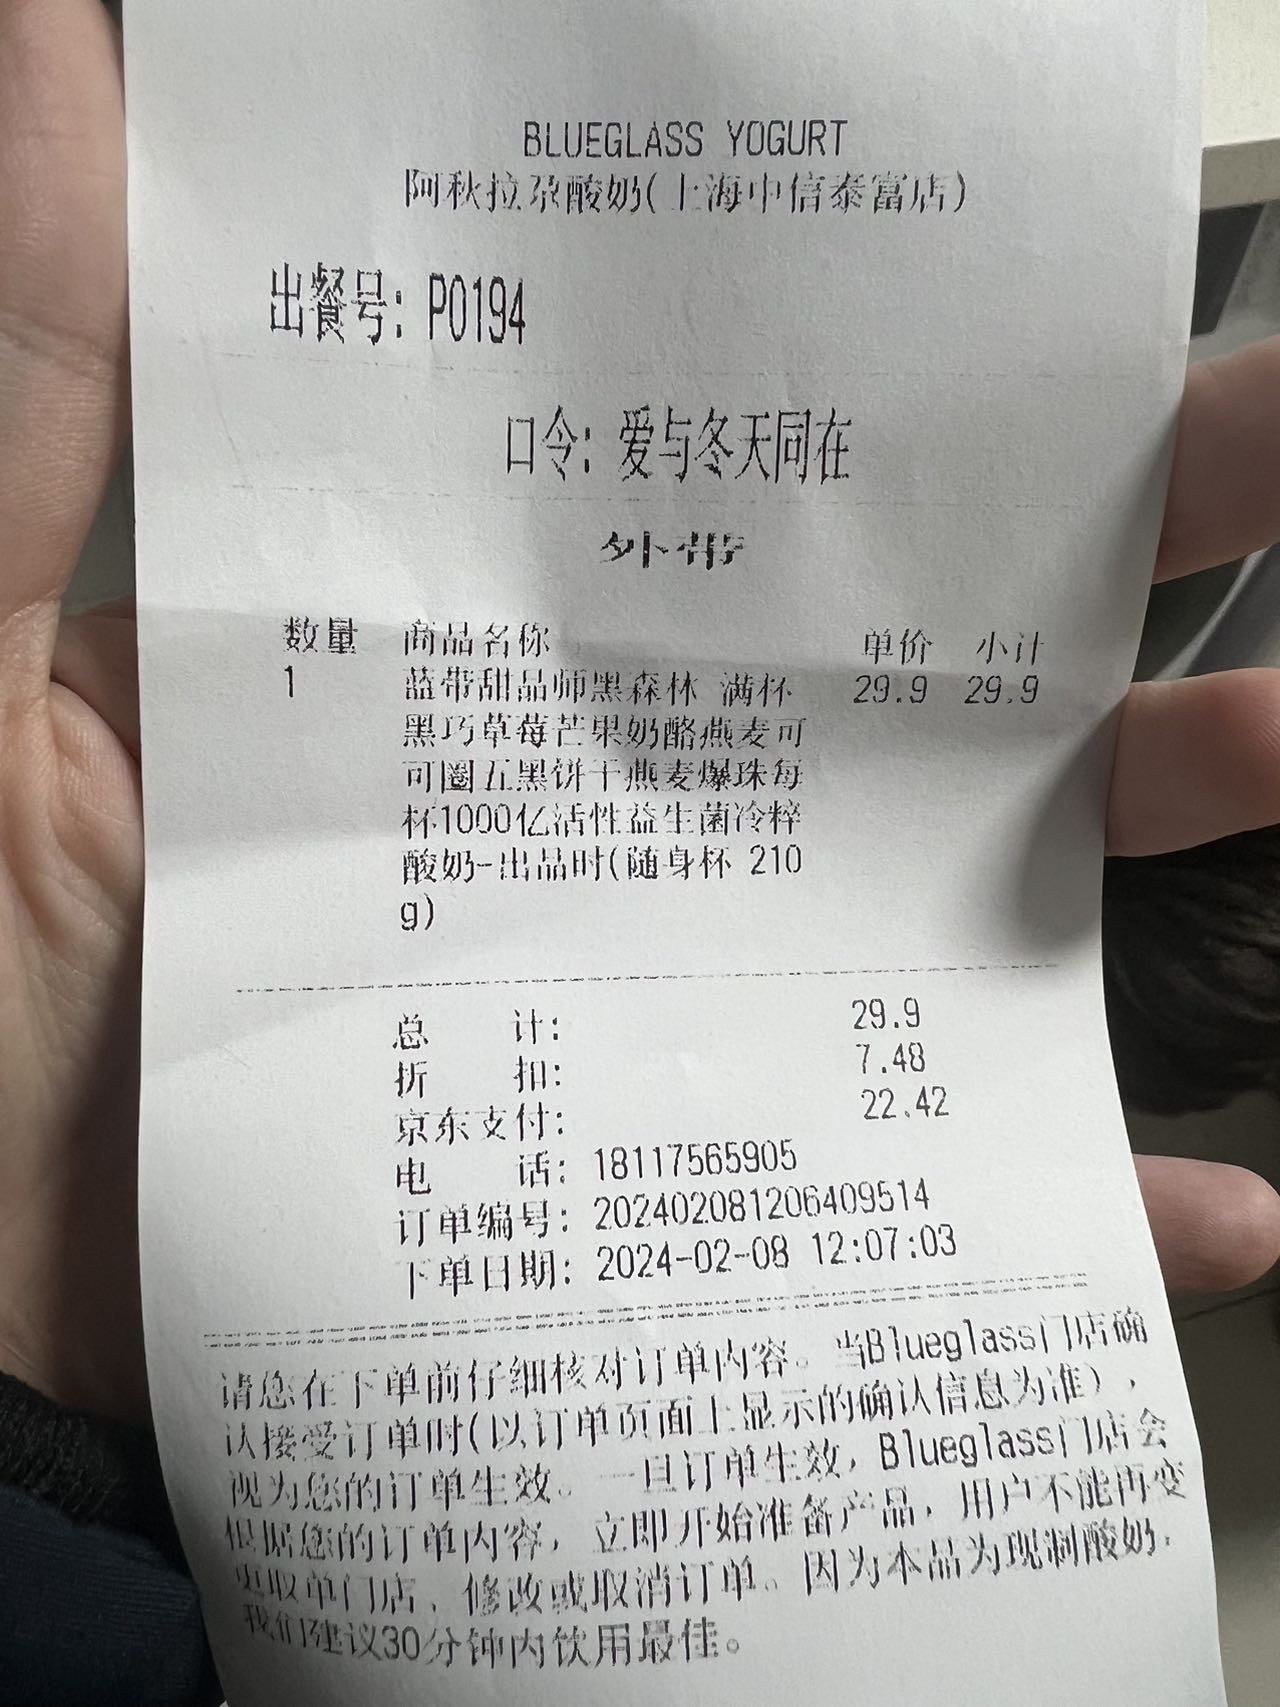 BLUEGLASS YOGURT
阿秋拉尕酸奶(上海中信泰富店)
出餐号: P0194
口令: 爱与冬天同在
外带
数量 商品名称 单价 小计
1 蓝带甜品师黑森林 满杯 29.9 29.9
黑巧草莓芒果奶酪燕麦可
可圈五黑饼干燕麦爆珠每
杯1000亿活性益生菌冷粹
酸奶-出品时(随身杯 210
g)
总 计: 29.9
折 扣: 7.48
京东支付: 22.42
电 话: 18117565905
订单编号: 202402081206409514
下单日期: 2024-02-08 12:07:03
请您在下单前仔细核对订单内容。当Blueglass门店确
认接受订单时(以订单页面上显示的确认信息为准),
视为您的订单生效。一旦订单生效, Blueglass门店会
根据您的订单内容, 立即开始准备产品, 用户不能再变
更取单门店、修改或取消订单。因为本品为现制酸奶,
我们建议30分钟内饮用最佳。